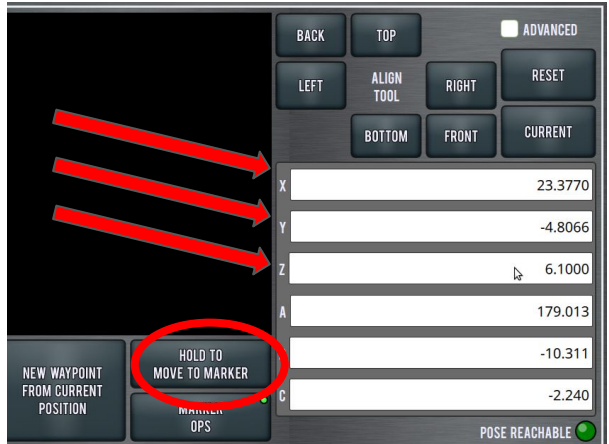 BACK
TOP
ADVANCED
LEFT
ALIGN
TOOL
RIGHT
RESET
BOTTOM
FRONT
CURRENT
X 23.3770
Y -4.8066
Z 6.1000
A 179.013
-10.311
C -2.240
HOLD TO
MOVE TO MARKER
NEW WAYPOINT
FROM CURRENT
POSITION
MARKER
OPS
POSE REACHABLE